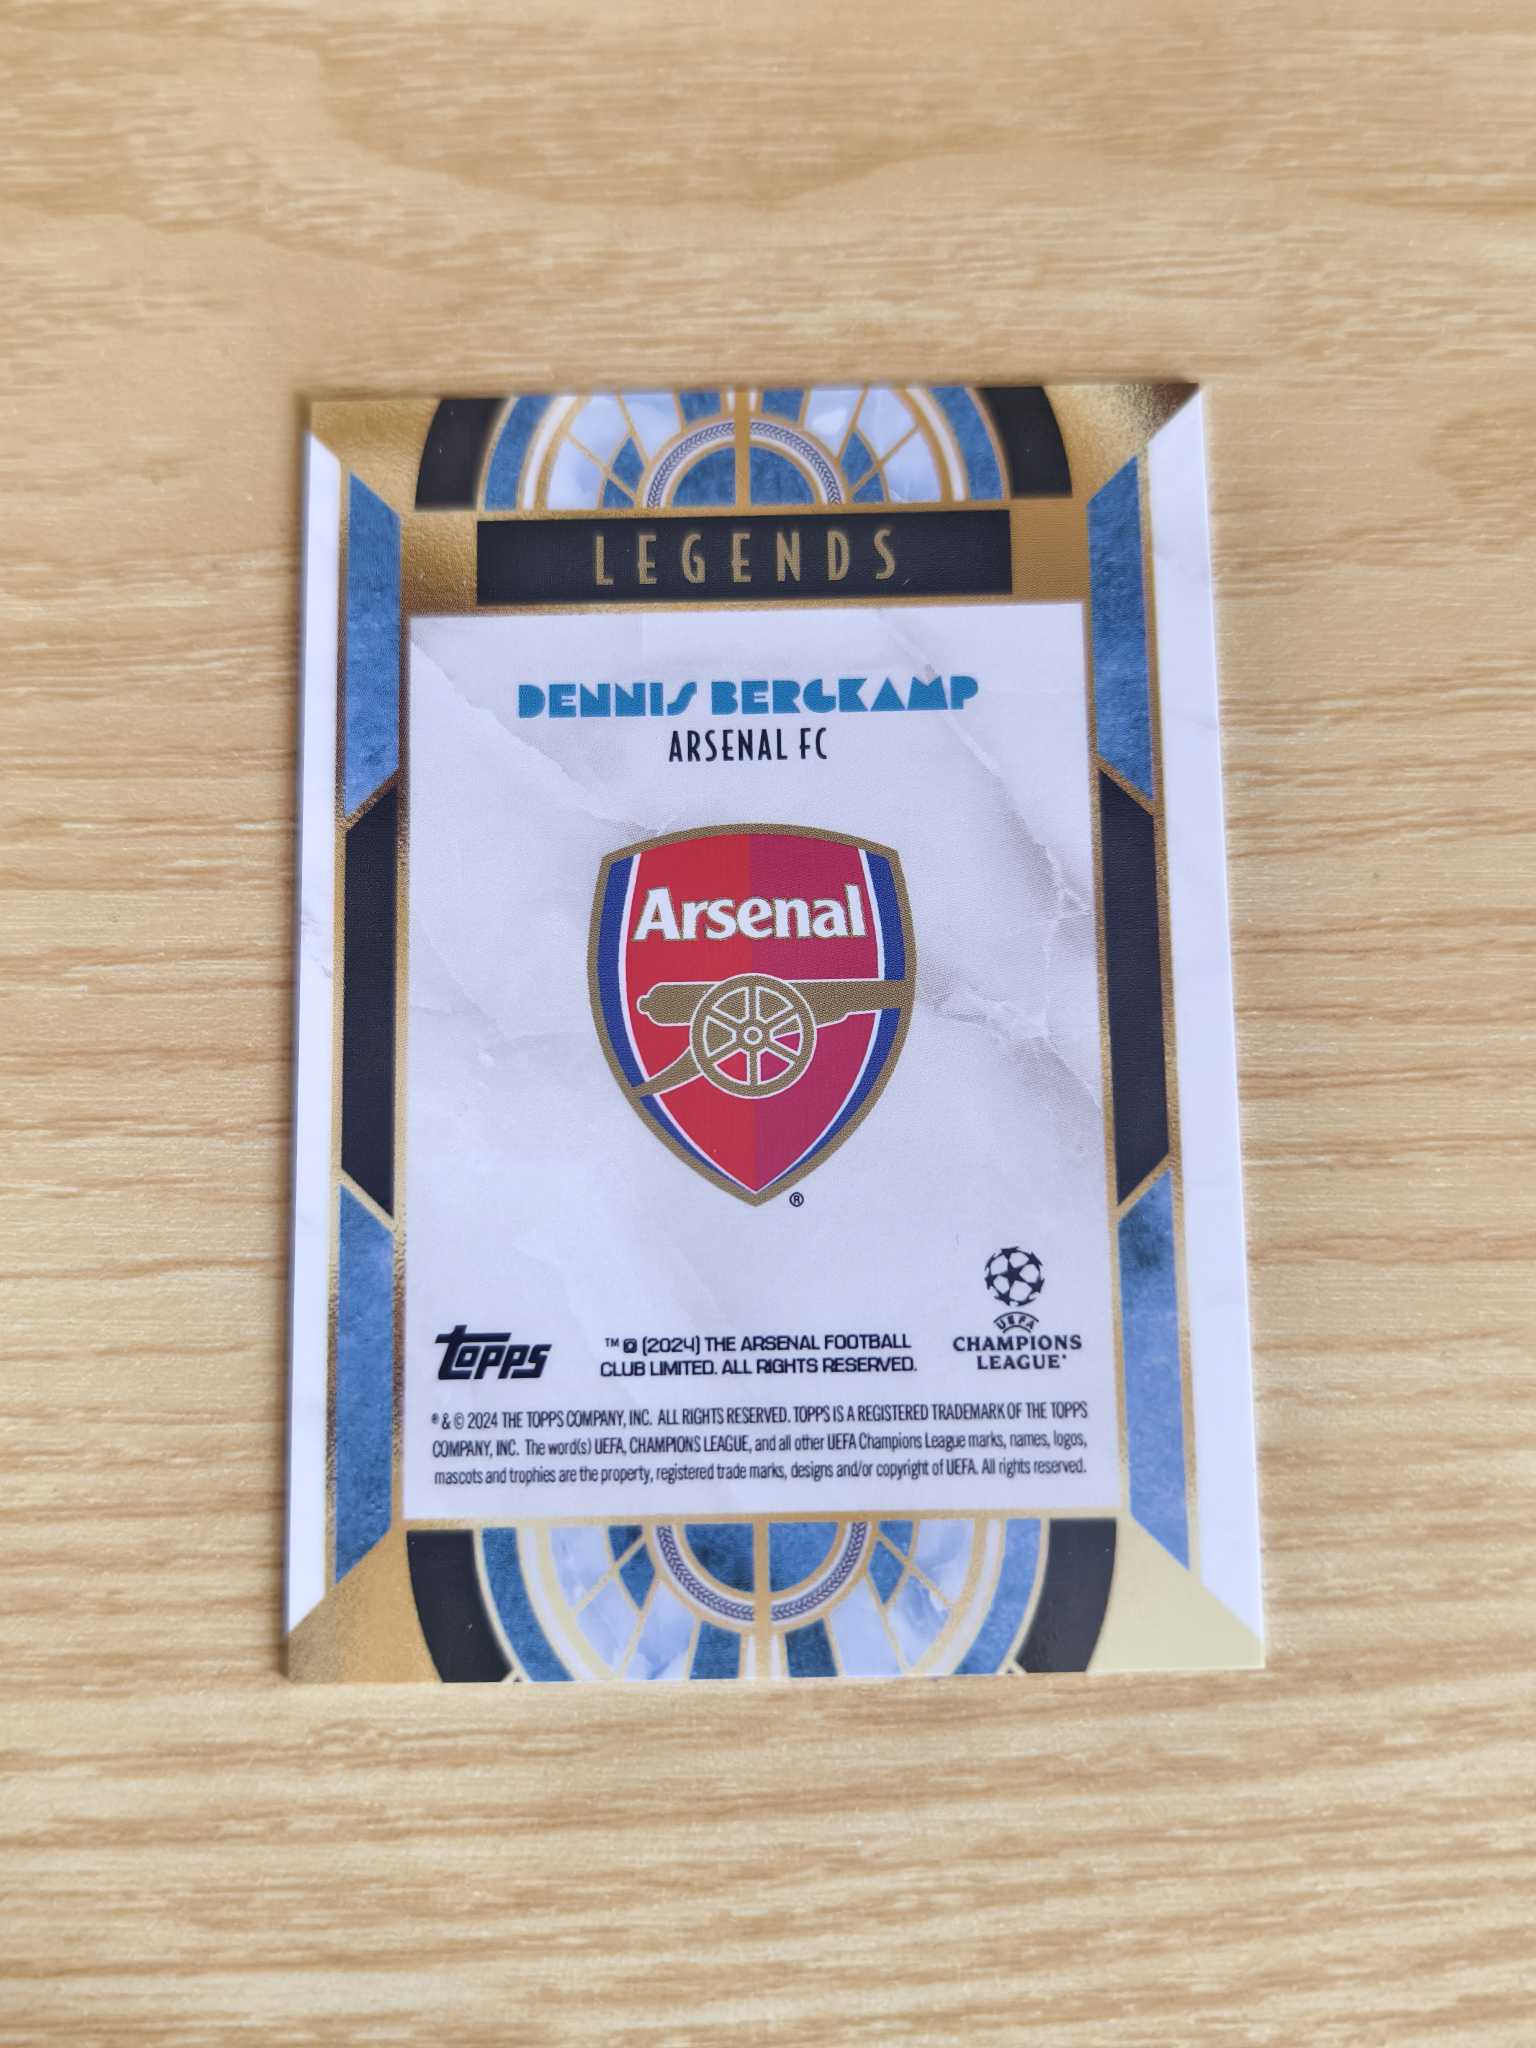 LEGENDS
DENNIS BERGKAMP
ARSENAL FC
Arsenal
®
topps
™ © (2024) THE ARSENAL FOOTBALL
CLUB LIMITED. ALL RIGHTS RESERVED.
UEFA
CHAMPIONS
LEAGUE®
® & © 2024 THE TOPPS COMPANY, INC. ALL RIGHTS RESERVED. TOPPS IS A REGISTERED TRADEMARK OF THE TOPPS
COMPANY, INC. The word(s) UEFA, CHAMPIONS LEAGUE, and all other UEFA Champions League marks, names, logos,
mascots and trophies are the property, registered trade marks, designs and/or copyright of UEFA. All rights reserved.